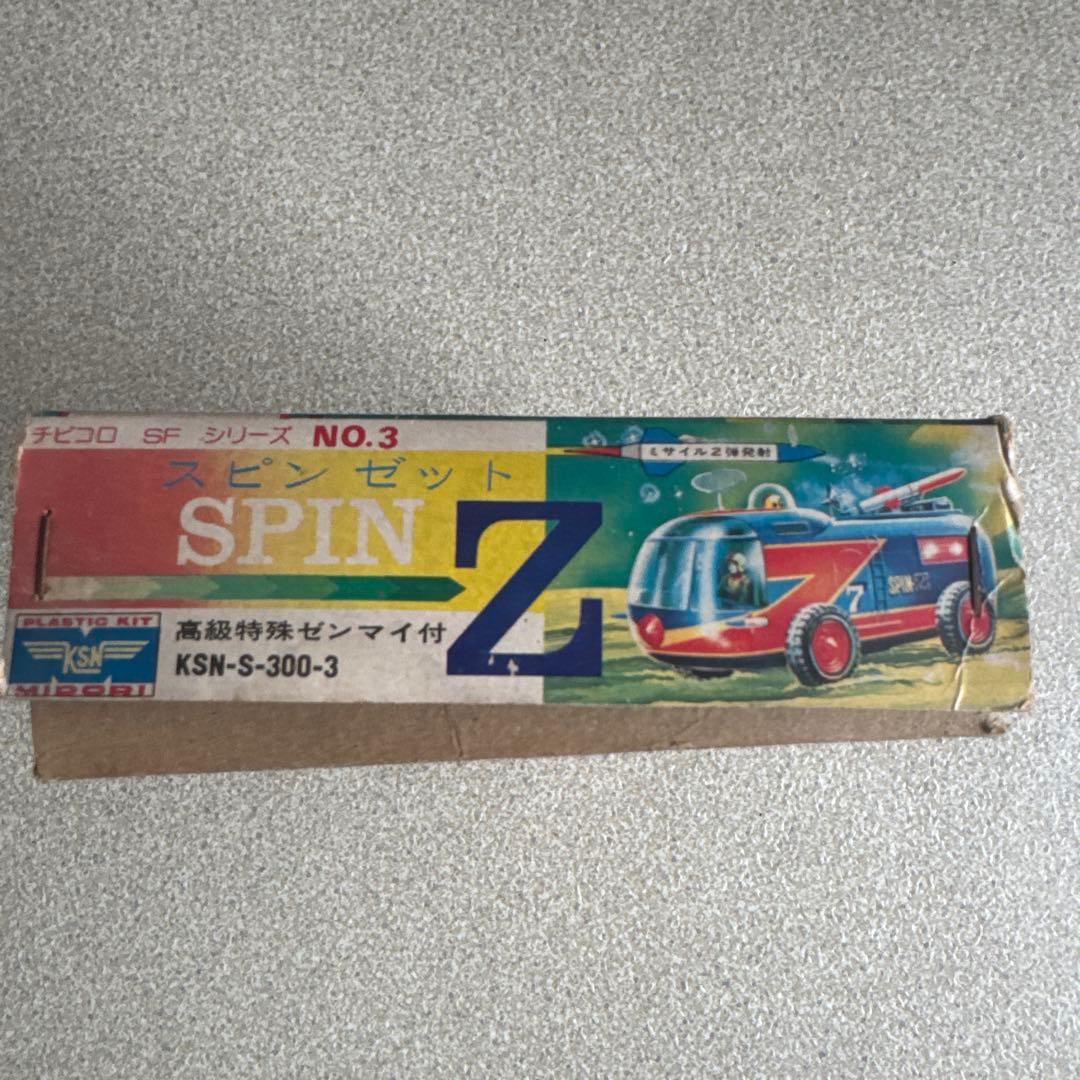 チビコロ SF シリーズ NO.3
スピン ゼット
SPIN Z
ミサイル2弾発射
7
SPIN-Z
PLASTIC KIT
KSN
MIDORI
高級特殊ゼンマイ付
KSN-S-300-3